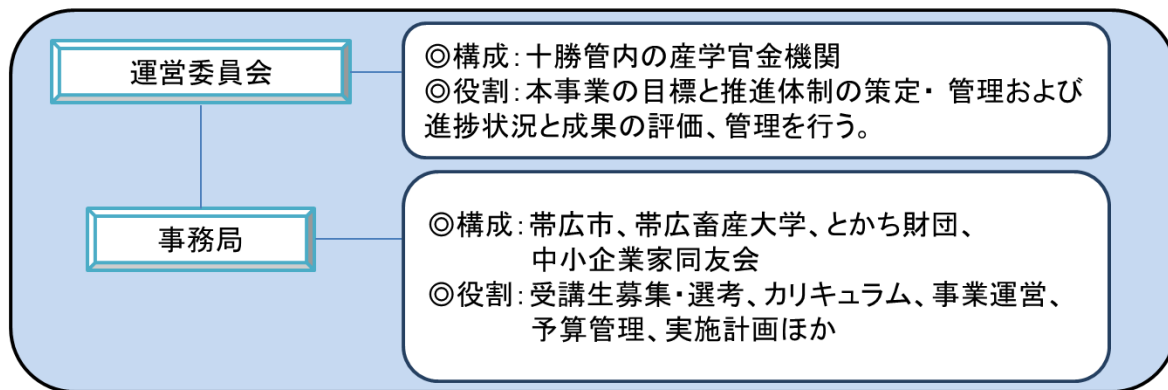 運営委員会
◎構成：十勝管内の産学官金機関
◎役割：本事業の目標と推進体制の策定・ 管理および
進捗状況と成果の評価、管理を行う。
事務局
◎構成：帯広市、帯広畜産大学、とかち財団、
中小企業家同友会
◎役割：受講生募集・選考、カリキュラム、事業運営、
予算管理、実施計画ほか